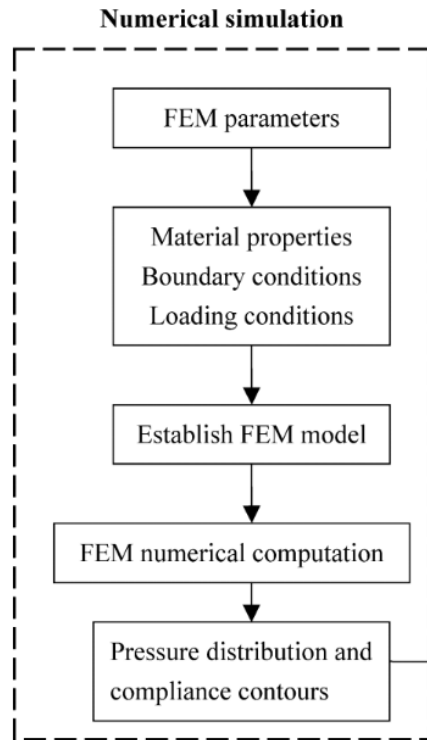 Numerical simulation
FEM parameters
Material properties
Boundary conditions
Loading conditions
Establish FEM model
FEM numerical computation
Pressure distribution and
compliance contours